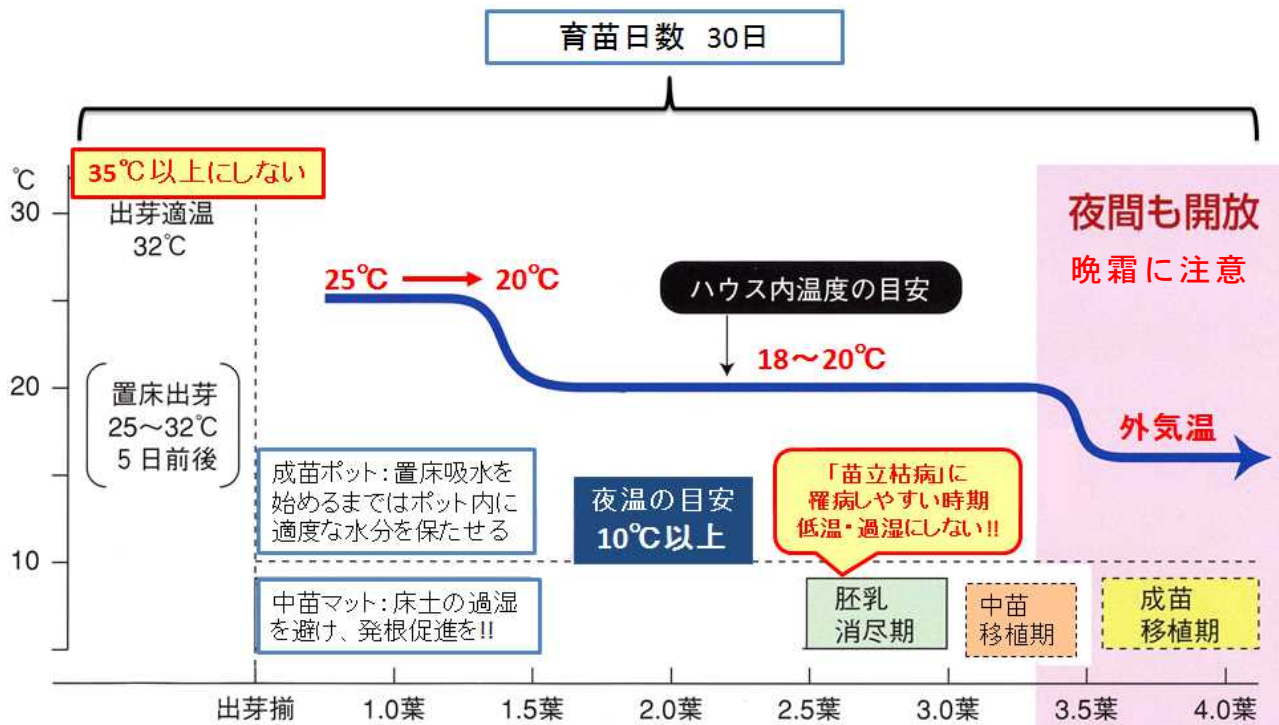 育苗日数 30日
35℃以上にしない
℃
30
出芽適温
32℃
夜間も開放
晩霜に注意
25℃
20℃
ハウス内温度の目安
18～20℃
20
置床出芽
25～32℃
5日前後
外気温
成苗ポット：置床吸水を
始めるまではポット内に
適度な水分を保たせる
夜温の目安
10℃以上
「苗立枯病」に
罹病しやすい時期
低温・過湿にしない!!
10
中苗マット：床土の過湿
を避け、発根促進を!!
胚乳
消尽期
中苗
移植期
成苗
移植期
出芽揃
1.0葉
1.5葉
2.0葉
2.5葉
3.0葉
3.5葉
4.0葉